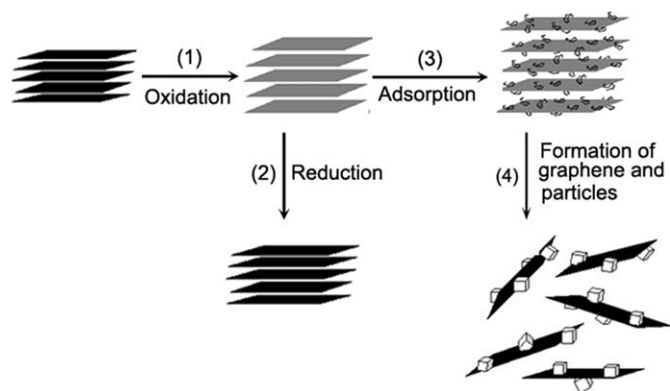 (1)
Oxidation
(3)
Adsorption
(2) Reduction
(4) Formation of
graphene and
particles